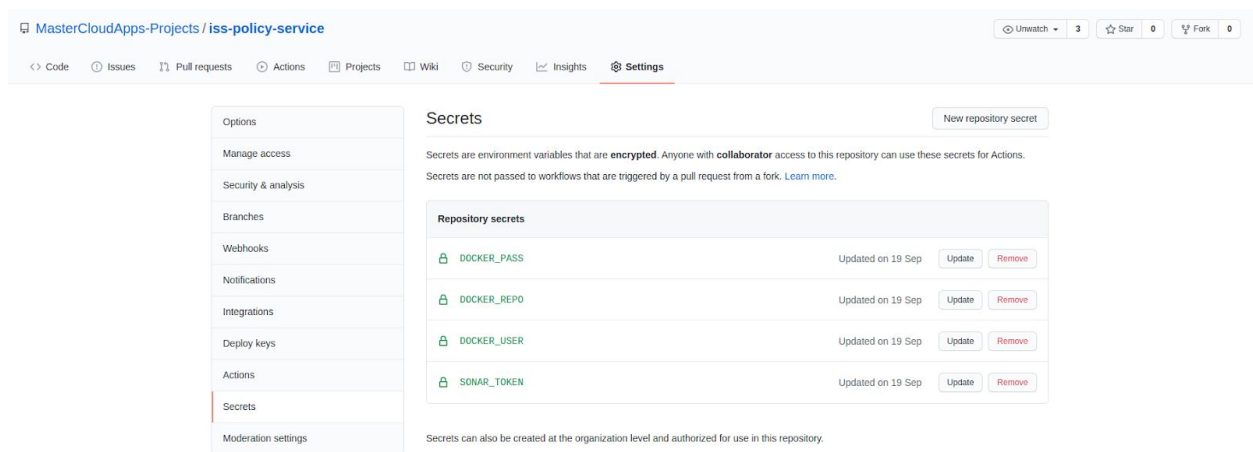 MasterCloudApps-Projects / iss-policy-service
Unwatch 3 Star 0 Fork 0
Code Issues Pull requests Actions Projects Wiki Security Insights Settings
Options
Manage access
Security & analysis
Branches
Webhooks
Notifications
Integrations
Deploy keys
Actions
Secrets
Moderation settings
Secrets New repository secret
Secrets are environment variables that are encrypted. Anyone with collaborator access to this repository can use these secrets for Actions.
Secrets are not passed to workflows that are triggered by a pull request from a fork. Learn more.
Repository secrets
DOCKER_PASS Updated on 19 Sep Update Remove
DOCKER_REPO Updated on 19 Sep Update Remove
DOCKER_USER Updated on 19 Sep Update Remove
SONAR_TOKEN Updated on 19 Sep Update Remove
Secrets can also be created at the organization level and authorized for use in this repository.